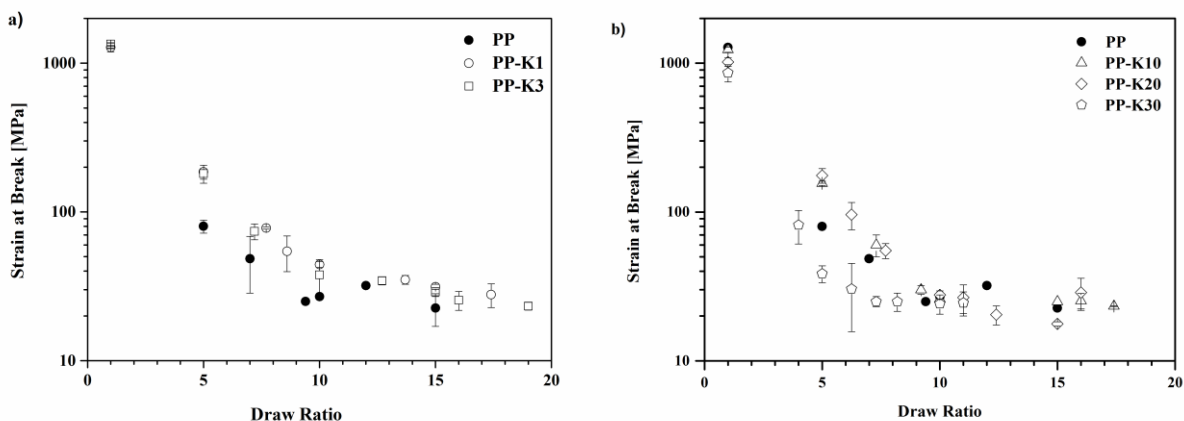 a)
PP
PP-K1
PP-K3
1000
100
10
Strain at Break [MPa]
0
5
10
15
20
Draw Ratio
b)
PP
PP-K10
PP-K20
PP-K30
1000
100
10
Strain at Break [MPa]
0
5
10
15
20
Draw Ratio